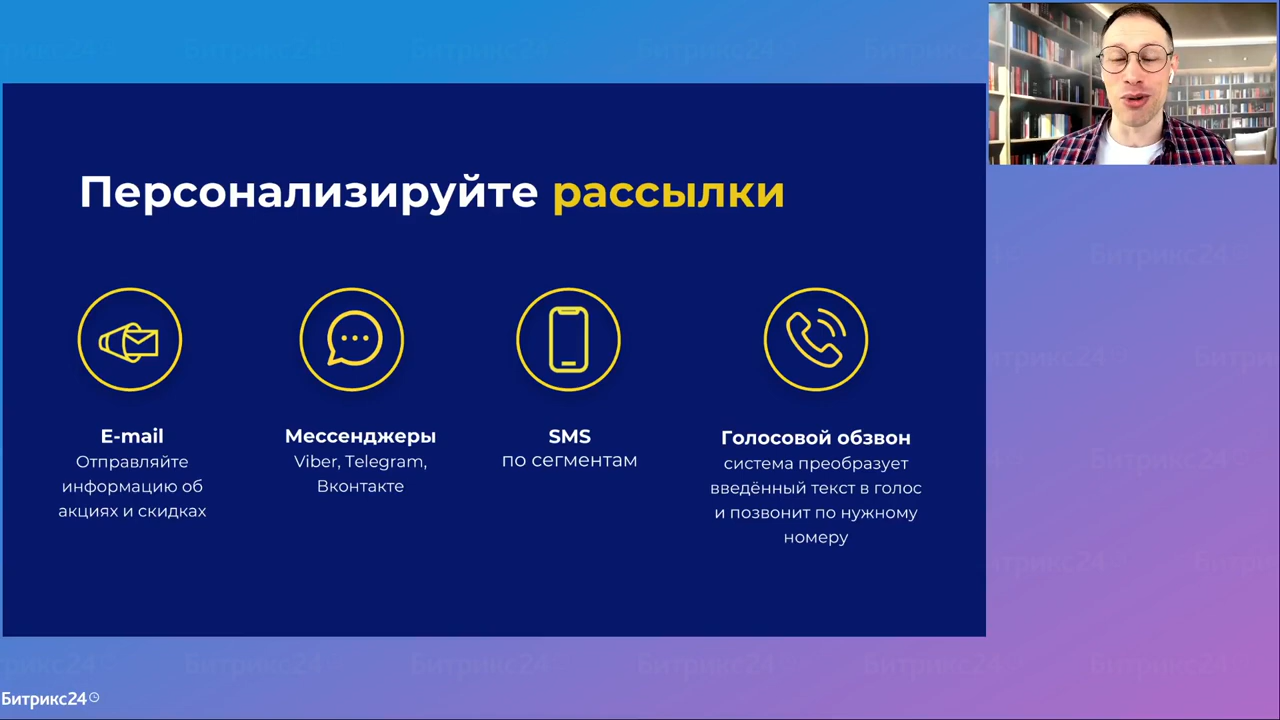 Персонализируйте рассылки
E-mail
Отправляйте
информацию об
акциях и скидках
Мессенджеры
Viber, Telegram,
Вконтакте
SMS
по сегментам
Голосовой обзвон
система преобразует
введённый текст в голос
и позвонит по нужному
номеру
Битрикс24